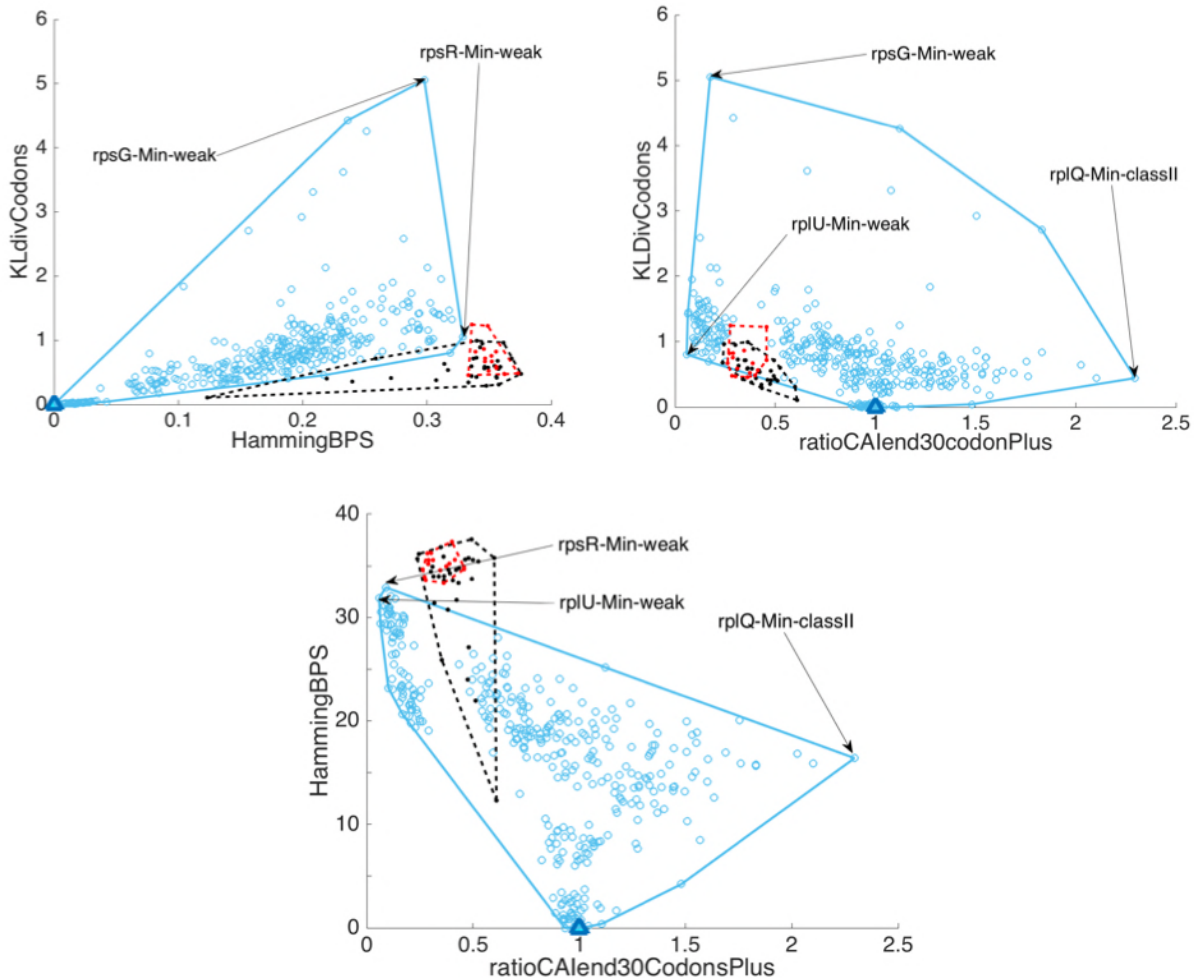 6
5
4
3
2
1
0
KLdivCodons
rpsR-Min-weak
rpsG-Min-weak
0
0.1
0.2
0.3
0.4
HammingBPS
6
5
4
3
2
1
0
KLDivCodons
rpsG-Min-weak
rplQ-Min-classII
rplU-Min-weak
0
0.5
1
1.5
2
2.5
ratioCAIend30codonPlus
40
30
20
10
0
HammingBPS
rpsR-Min-weak
rplU-Min-weak
rplQ-Min-classII
0
0.5
1
1.5
2
2.5
ratioCAIend30CodonsPlus